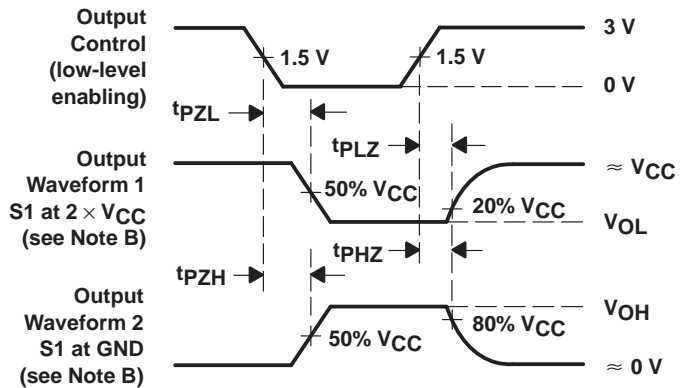 Output
Control
(low-level
enabling)
1.5 V
1.5 V
3 V
0 V
tPZL
tPLZ
Output
Waveform 1
S1 at 2 × VCC
(see Note B)
50% VCC
20% VCC
≈ VCC
VOL
tPZH
tPHZ
Output
Waveform 2
S1 at GND
(see Note B)
50% VCC
80% VCC
VOH
≈ 0 V